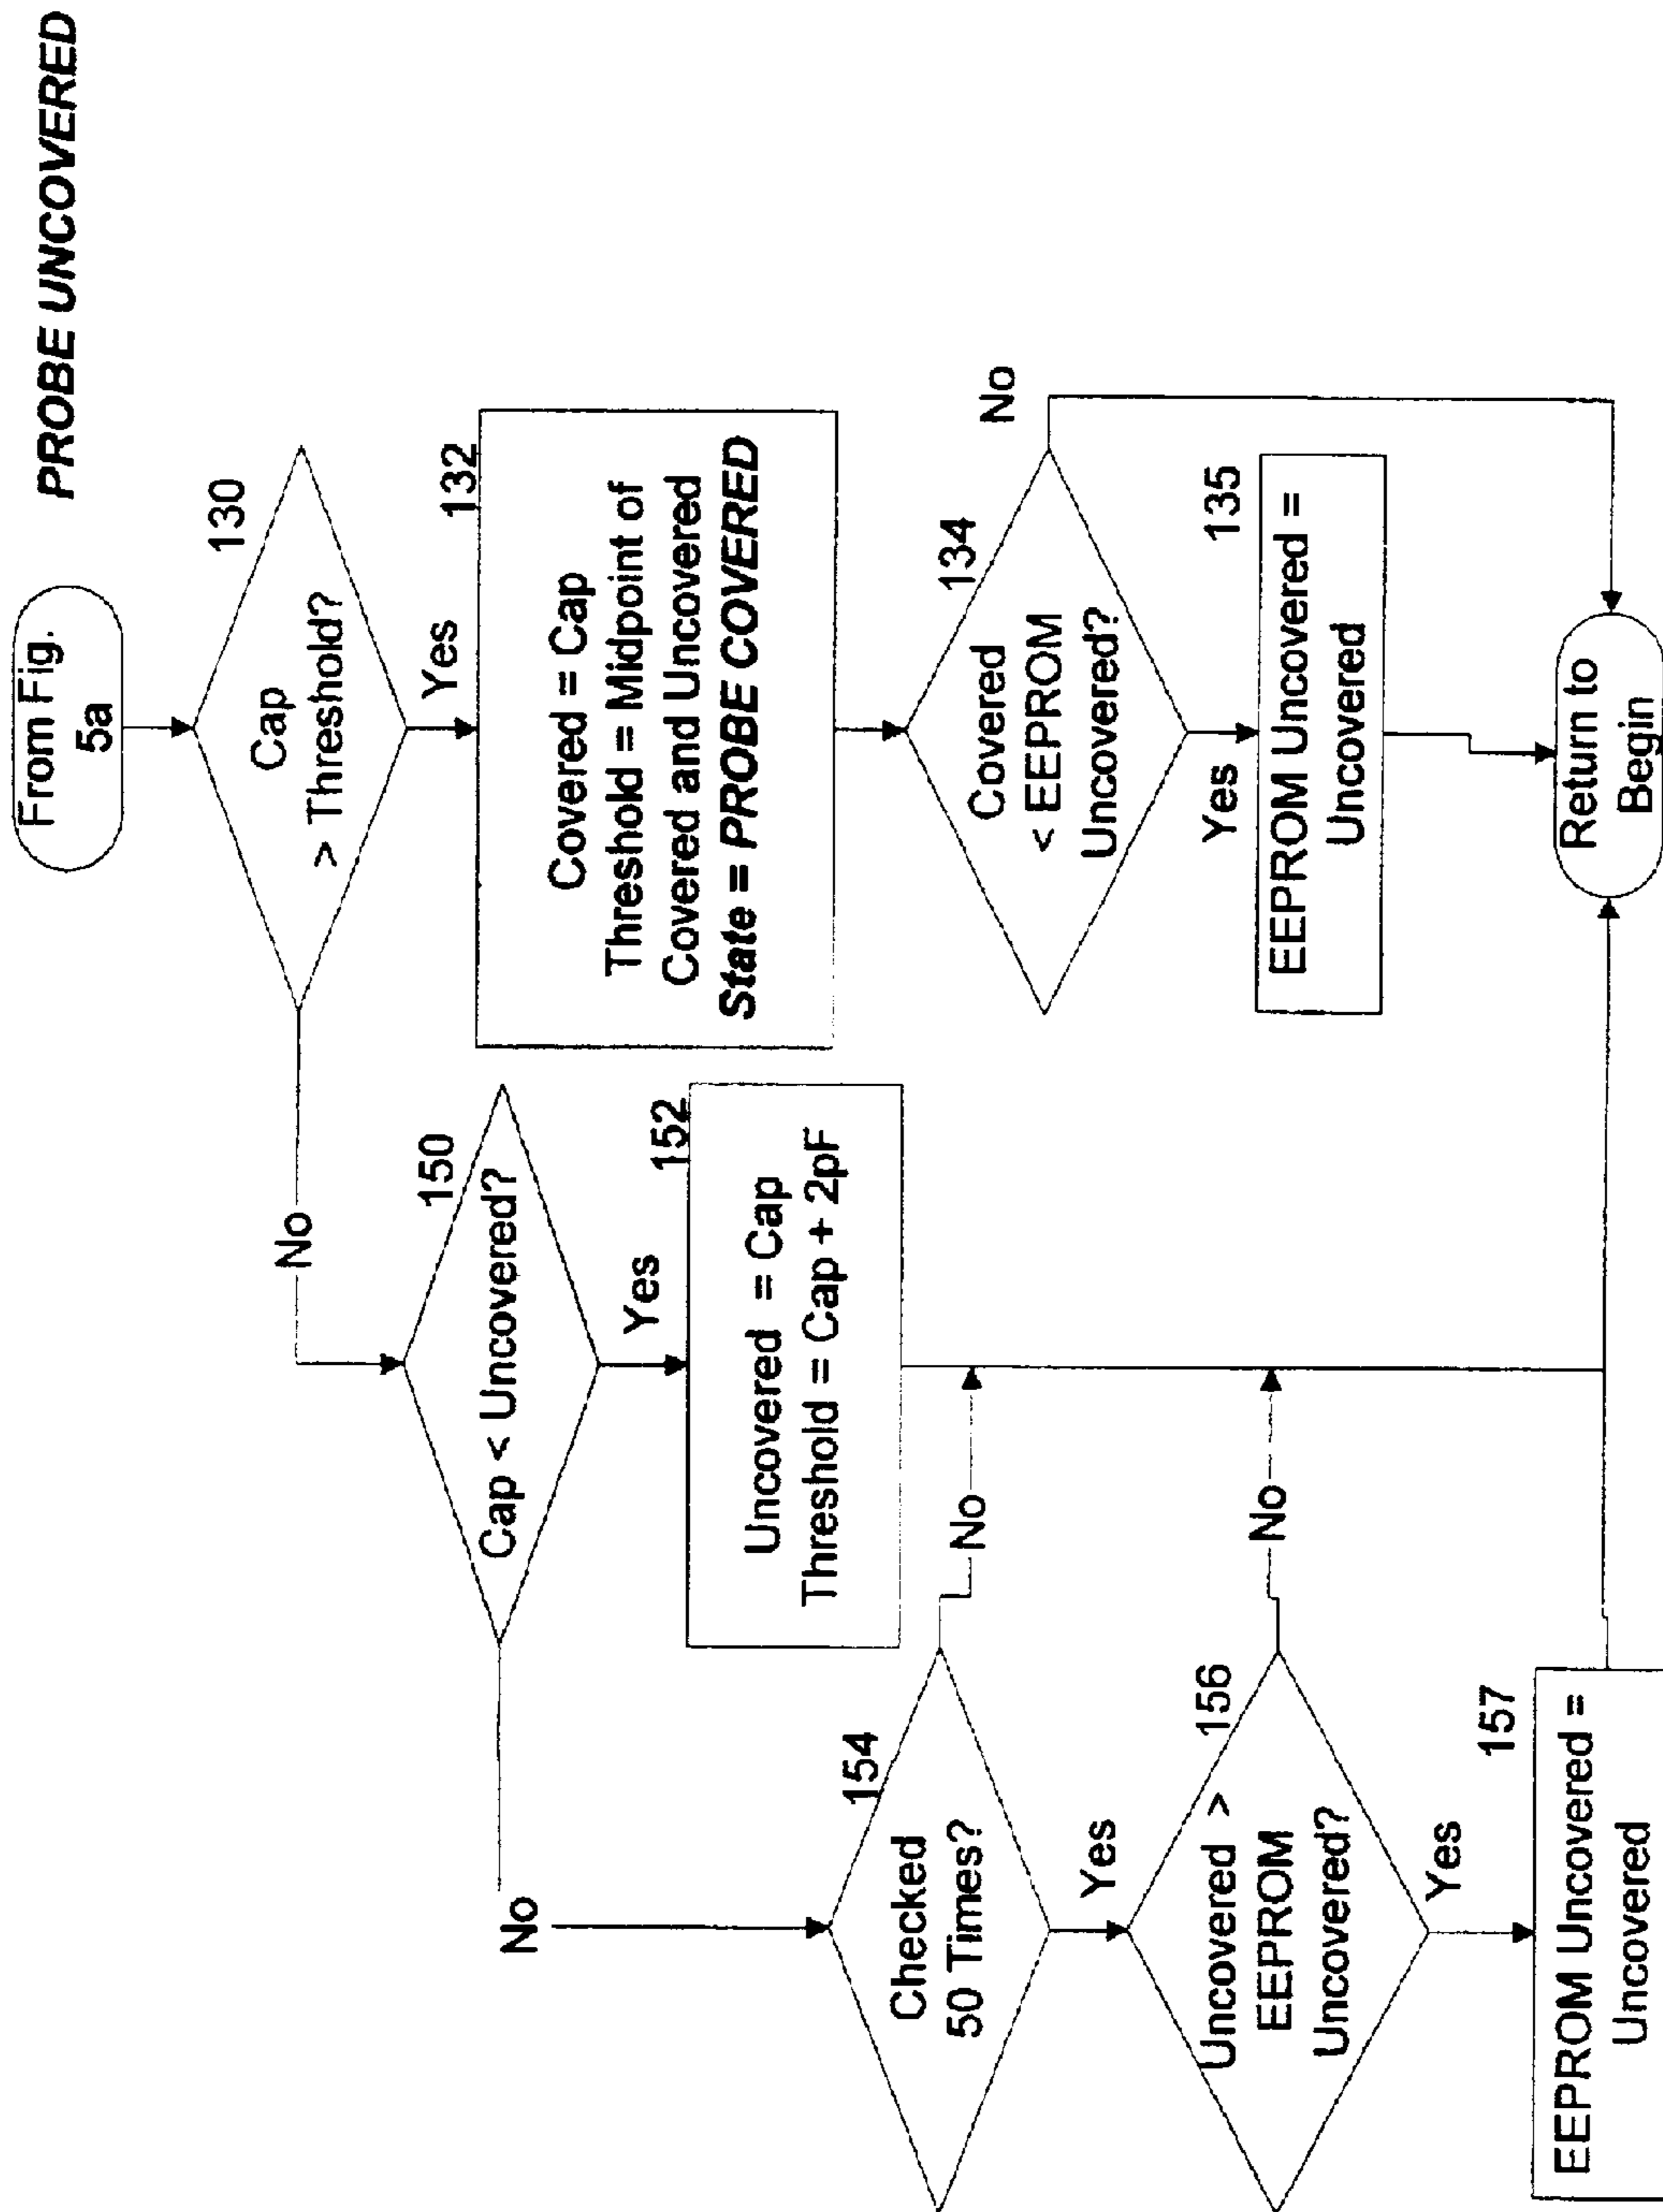 PROBE UNCOVERED
From Fig.
5a
130
Cap
> Threshold?
Yes
132
Covered = Cap
Threshold = Midpoint of
Covered and Uncovered
State = PROBE COVERED
134
Covered
< EEPROM
Uncovered?
No
Yes
135
EEPROM Uncovered =
Uncovered
Return to
Begin
No
150
Cap < Uncovered?
Yes
152
Uncovered = Cap
Threshold = Cap + 2pF
No
154
Checked
50 Times?
No
Yes
156
Uncovered >
EEPROM
Uncovered?
No
Yes
157
EEPROM Uncovered =
Uncovered